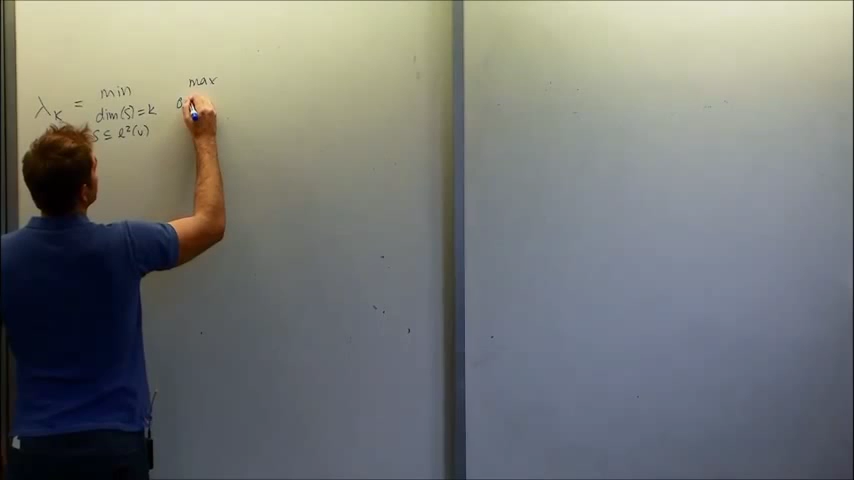 λ_k = min max
dim(S)=k 0
S ⊆ ℓ²(V)